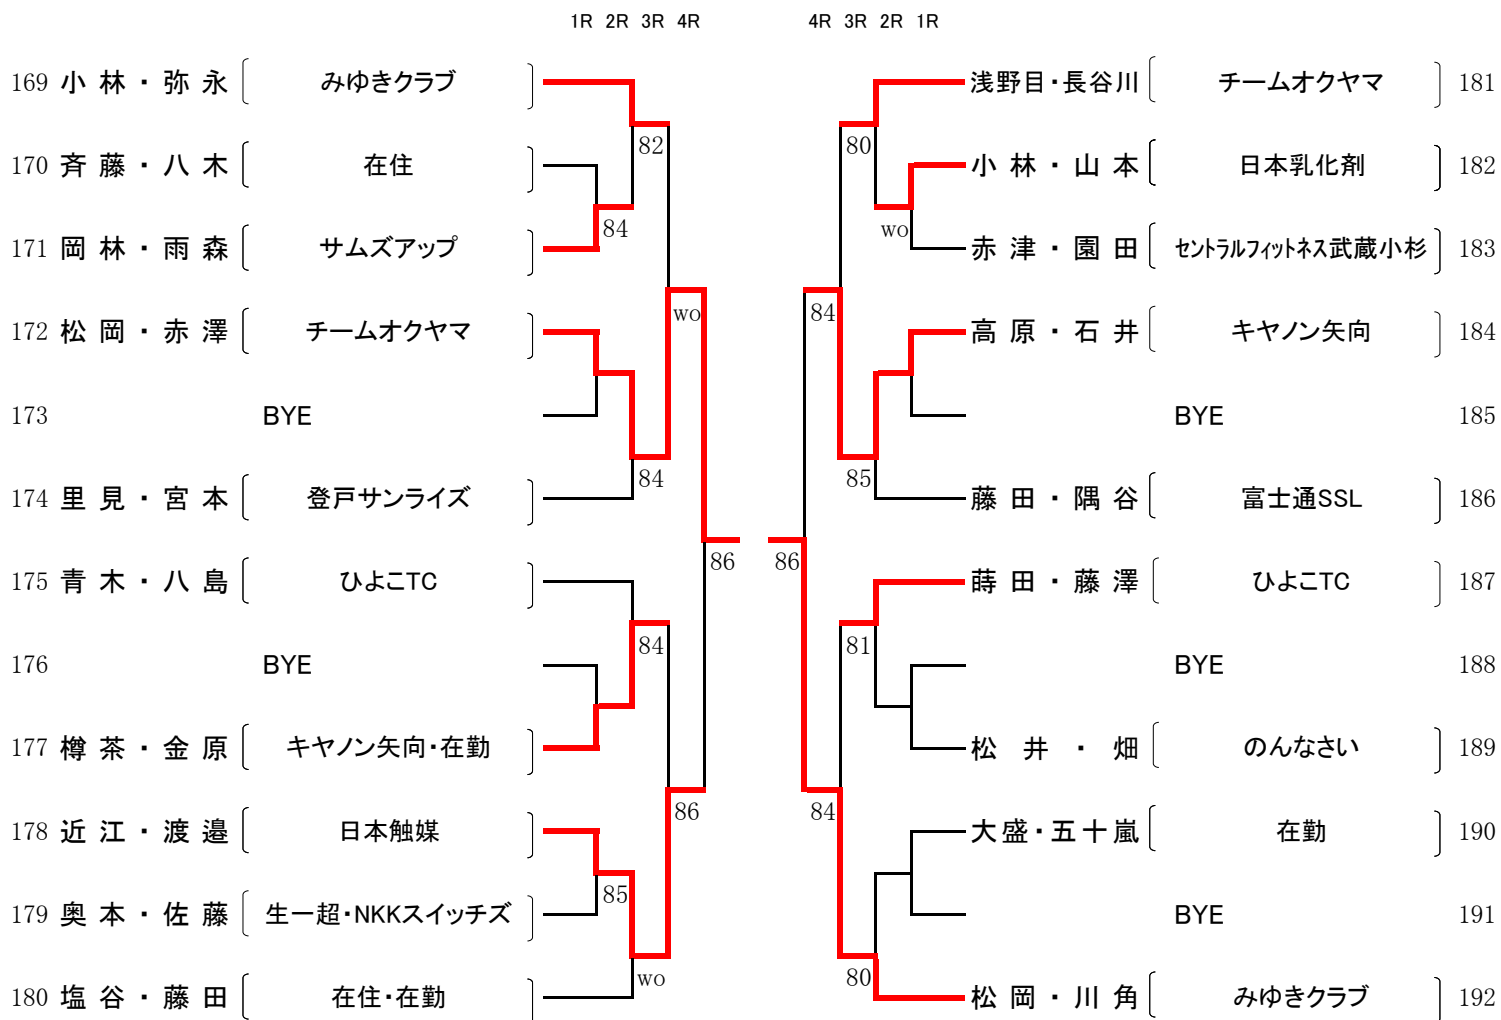 1R 2R 3R 4R
4R 3R 2R 1R
169 小林・弥永 みゆきクラブ
170 斉藤・八木 在住
171 岡林・雨森 サムズアップ
172 松岡・赤澤 チームオクヤマ
173 BYE
174 里見・宮本 登戸サンライズ
175 青木・八島 ひよこTC
176 BYE
177 樽茶・金原 キヤノン矢向・在勤
178 近江・渡邉 日本触媒
179 奥本・佐藤 生一超・NKKスイッチズ
180 塩谷・藤田 在住・在勤
82
84
wo
84
86
84
86
85
wo
浅野目・長谷川 チームオクヤマ 181
小林・山本 日本乳化剤 182
赤津・園田 セントラルフィットネス武蔵小杉 183
高原・石井 キヤノン矢向 184
BYE 185
藤田・隅谷 富士通SSL 186
蒔田・藤澤 ひよこTC 187
BYE 188
松井・畑 のんなさい 189
大盛・五十嵐 在勤 190
BYE 191
松岡・川角 みゆきクラブ 192
80
wo
84
85
86
81
84
80